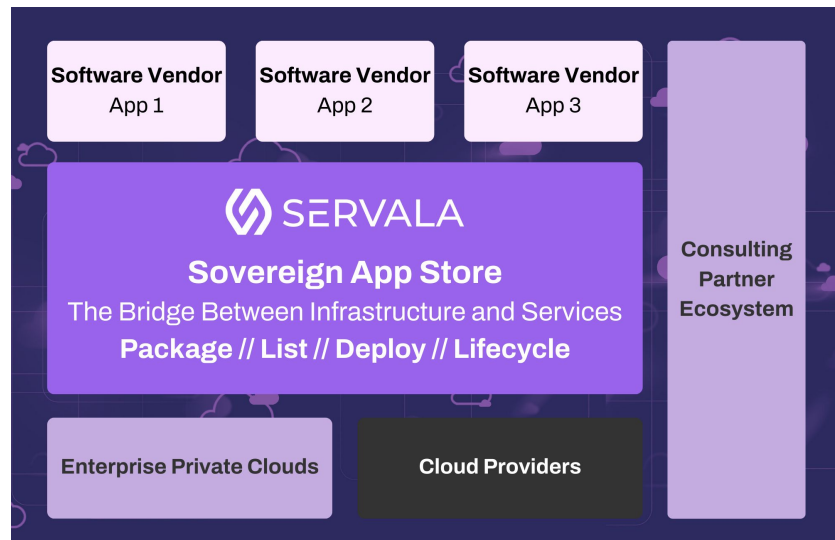 Software Vendor
App 1
Software Vendor
App 2
Software Vendor
App 3
SERVALA
Sovereign App Store
The Bridge Between Infrastructure and Services
Package // List // Deploy // Lifecycle
Consulting
Partner
Ecosystem
Enterprise Private Clouds
Cloud Providers